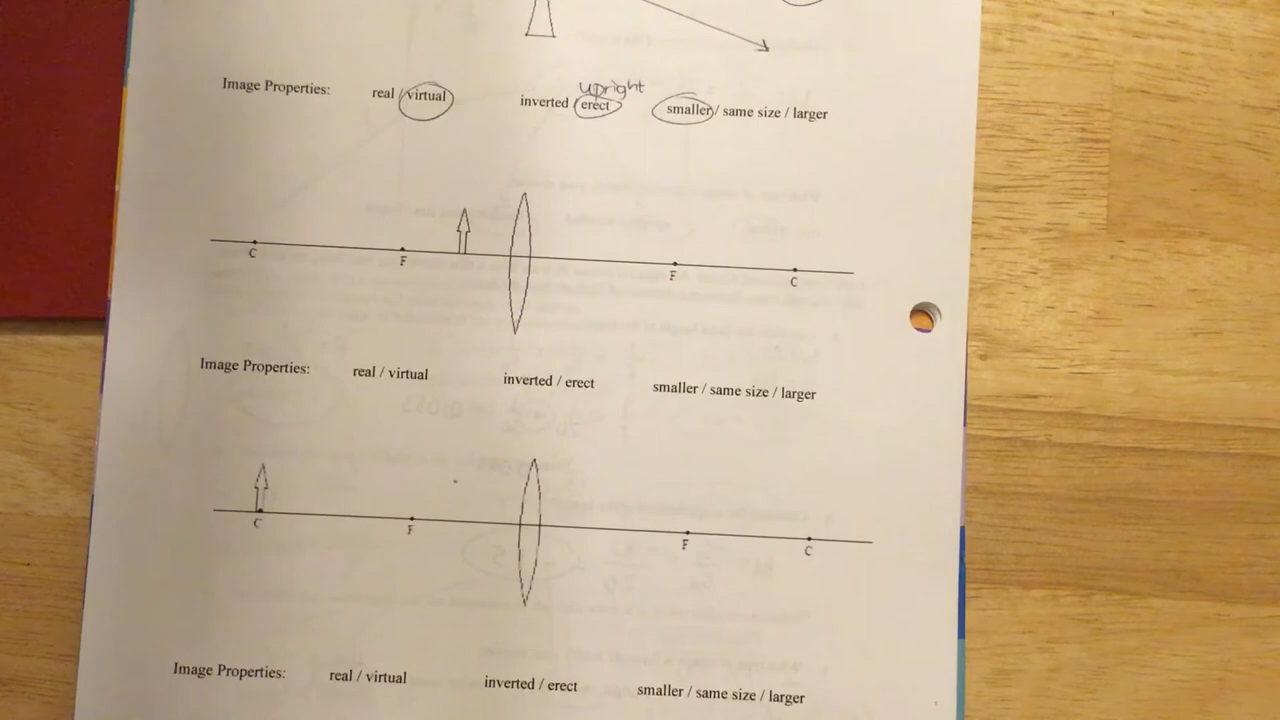 upright
Image Properties: real / virtual inverted / erect smaller / same size / larger
C F F C
Image Properties: real / virtual inverted / erect smaller / same size / larger
C F F C
Image Properties: real / virtual inverted / erect smaller / same size / larger